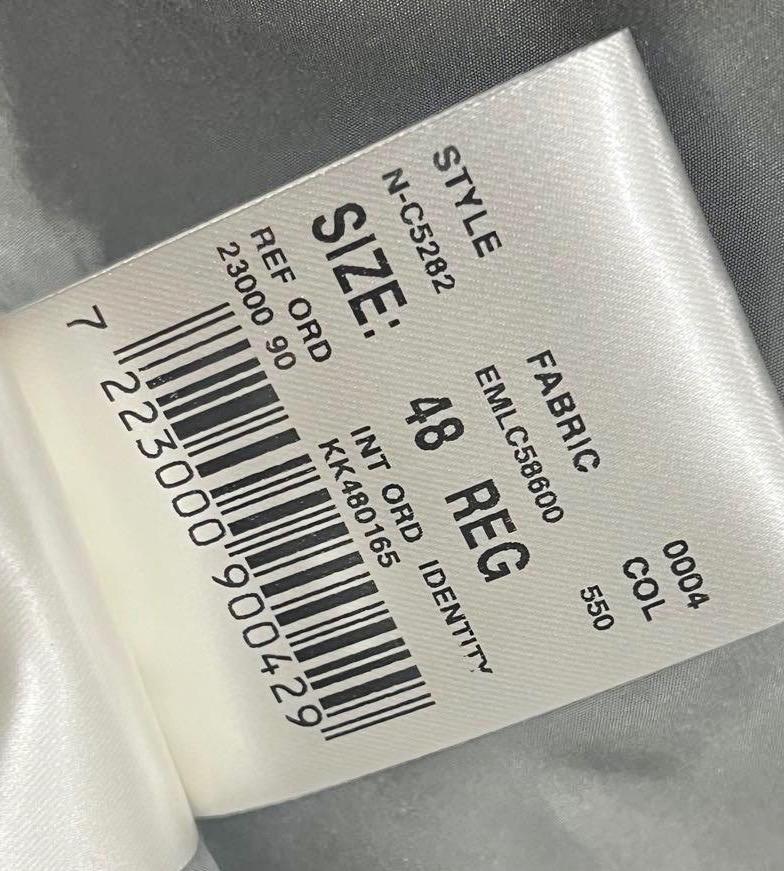 0004
STYLE FABRIC COL
N-C5282 EMLC58600 550
SIZE: 48 REG
REF ORD INT ORD IDENTITY
23000 90 KK480165
7 223000 900429